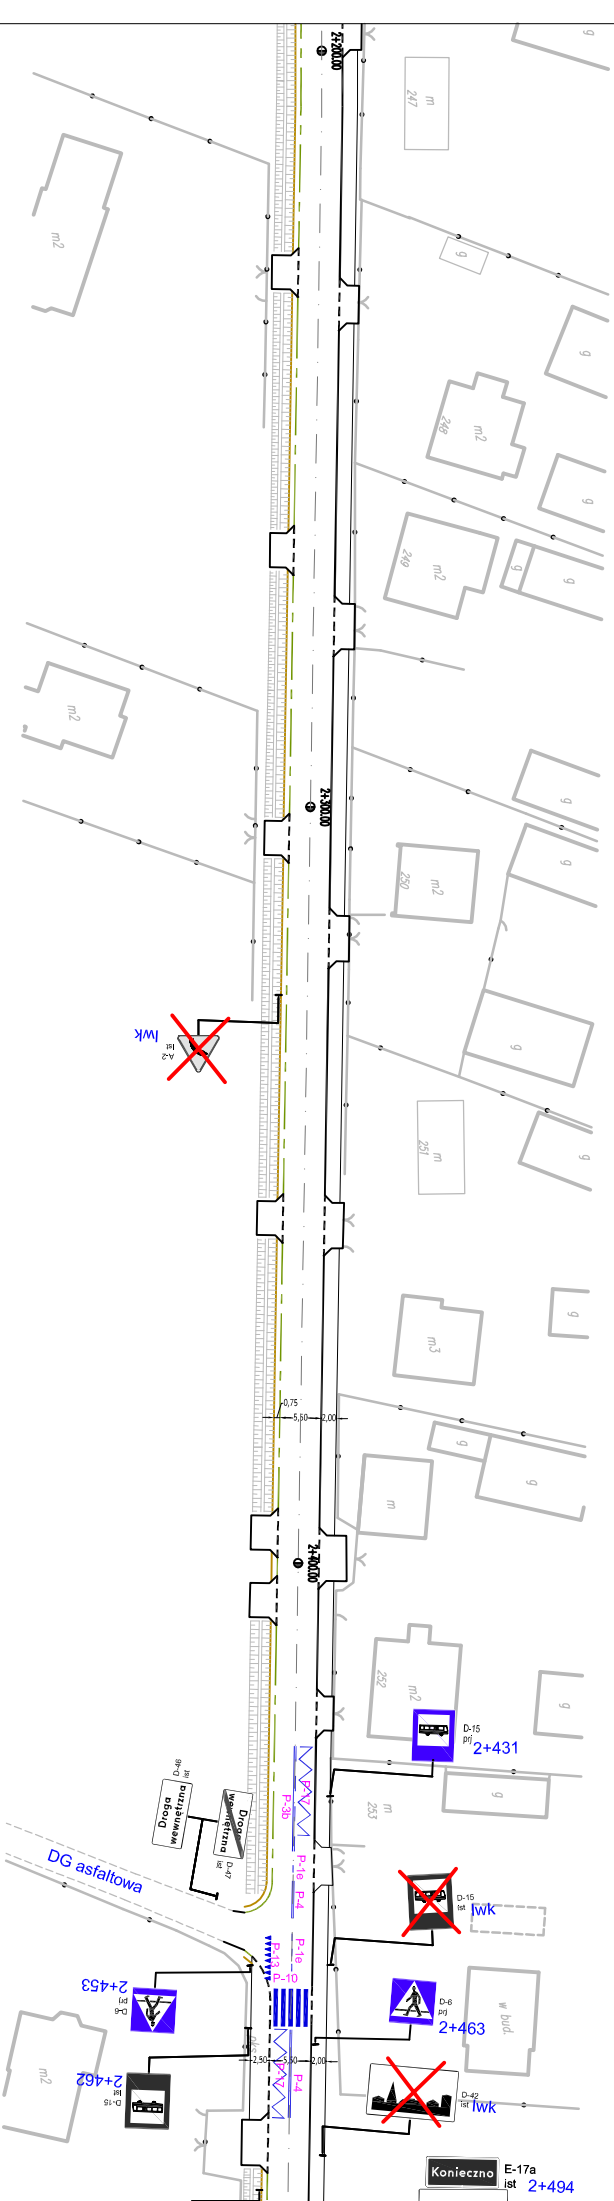 2+200.00
g
m
247
m2
g
g
248
m2
g
249
m2
g
g
m2
2+300.00
g
g
250
m2
lwk
A-2
ist
g
m
251
g
g
m3
0,75
5,50
2,00
g
g
m
2+400.00
252
m2
g
D-15
prj
2+431
D-46
ist
Droga
wewnętrzna
Droga
wewnętrzna
D-47
ist
P-17
P-3b
g
m
253
DG asfaltowa
P-1e
P-4
D-15
ist
lwk
P-1e
P-13
P-10
2+453
D-6
prj
D-6
prj
2+463
w bud.
2,50
5,50
2,00
P-17
P-4
m2
2+462
D-15
ist
D-42
ist
lwk
Konieczno
E-17a
ist
2+494